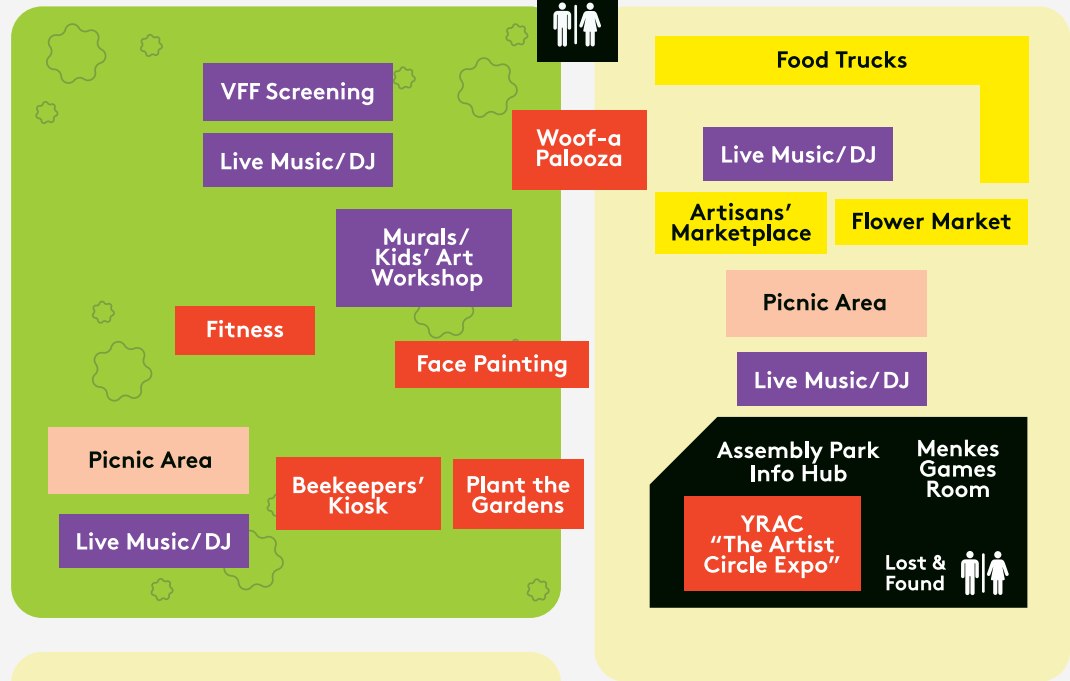 VFF Screening
Live Music/DJ
Murals/
Kids’ Art
Workshop
Fitness
Face Painting
Picnic Area
Live Music/DJ
Beekeepers’
Kiosk
Plant the
Gardens
Woof-a
Palooza
Food Trucks
Live Music/DJ
Artisans’
Marketplace
Flower Market
Picnic Area
Live Music/DJ
Assembly Park
Info Hub
Menkes
Games
Room
YRAC
“The Artist
Circle Expo”
Lost &
Found